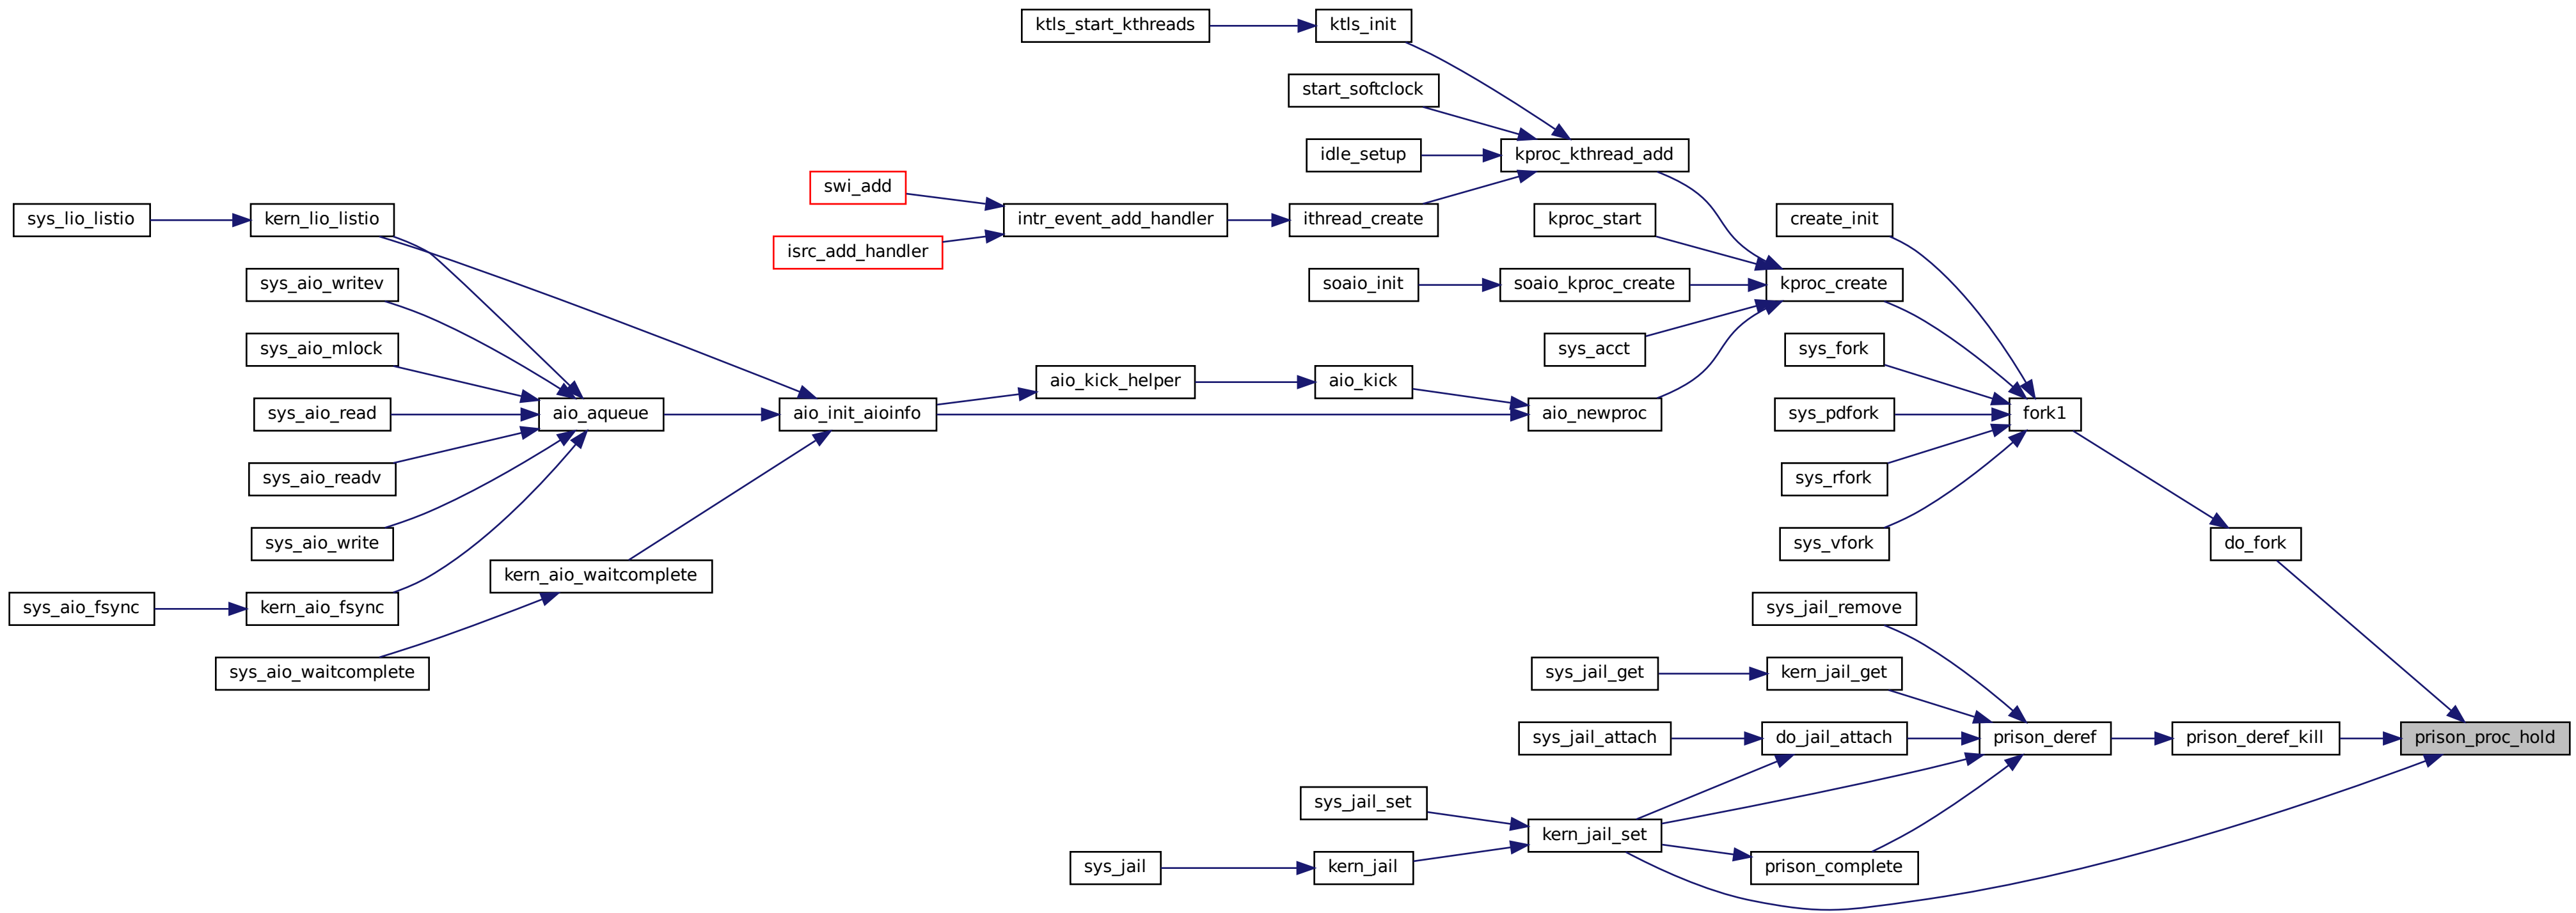 ktls_start_kthreads
ktls_init
start_softclock
idle_setup
kproc_kthread_add
swi_add
sys_lio_listio
kern_lio_listio
intr_event_add_handler
ithread_create
kproc_start
create_init
isrc_add_handler
sys_aio_writev
soaio_init
soaio_kproc_create
kproc_create
sys_aio_mlock
sys_acct
sys_fork
aio_kick_helper
aio_kick
sys_aio_read
aio_aqueue
aio_init_aioinfo
aio_newproc
sys_pdfork
fork1
sys_aio_readv
sys_rfork
sys_aio_write
sys_vfork
do_fork
kern_aio_waitcomplete
sys_aio_fsync
kern_aio_fsync
sys_jail_remove
sys_aio_waitcomplete
sys_jail_get
kern_jail_get
sys_jail_attach
do_jail_attach
prison_deref
prison_deref_kill
prison_proc_hold
sys_jail_set
kern_jail_set
sys_jail
kern_jail
prison_complete